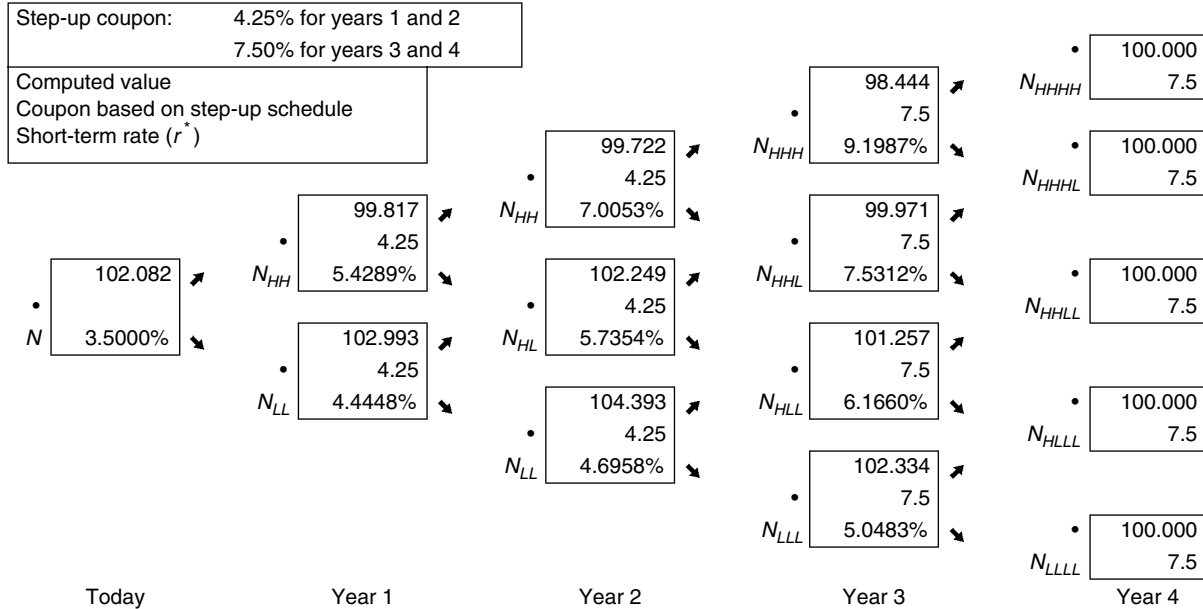 Step-up coupon: 4.25% for years 1 and 2
7.50% for years 3 and 4
Computed value
Coupon based on step-up schedule
Short-term rate (r*)
•
N
102.082
3.5000%
•
N_HH
99.817
4.25
5.4289%
•
N_LL
102.993
4.25
4.4448%
•
N_HH
99.722
4.25
7.0053%
•
N_HL
102.249
4.25
5.7354%
•
N_LL
104.393
4.25
4.6958%
•
N_HHH
98.444
7.5
9.1987%
•
N_HHL
99.971
7.5
7.5312%
•
N_HLL
101.257
7.5
6.1660%
•
N_LLL
102.334
7.5
5.0483%
•
N_HHHH
100.000
7.5
•
N_HHHL
100.000
7.5
•
N_HHLL
100.000
7.5
•
N_HLLL
100.000
7.5
•
N_LLLL
100.000
7.5
Today Year 1 Year 2 Year 3 Year 4